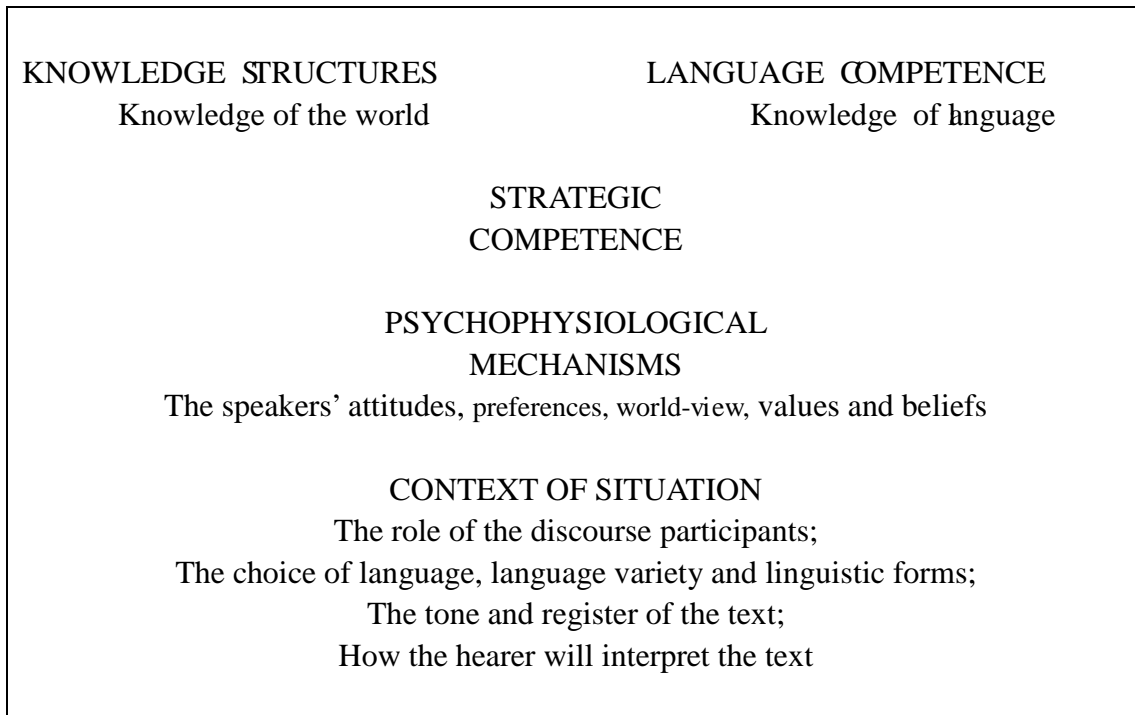 KNOWLEDGE STRUCTURES LANGUAGE COMPETENCE
Knowledge of the world Knowledge of language
STRATEGIC
COMPETENCE
PSYCHOPHYSIOLOGICAL
MECHANISMS
The speakers’ attitudes, preferences, world-view, values and beliefs
CONTEXT OF SITUATION
The role of the discourse participants;
The choice of language, language variety and linguistic forms;
The tone and register of the text;
How the hearer will interpret the text